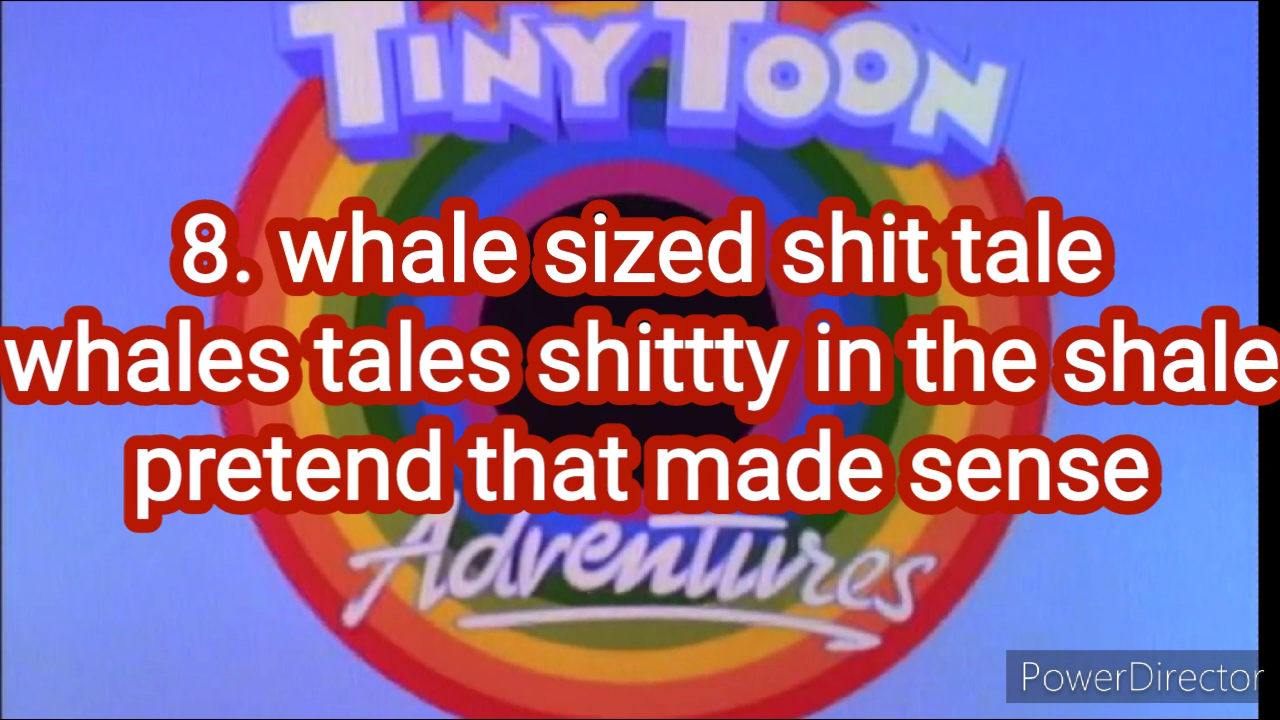 TINY TOON
8. whale sized shit tale
whales tales shittty in the shale
pretend that made sense
Adventures
PowerDirector